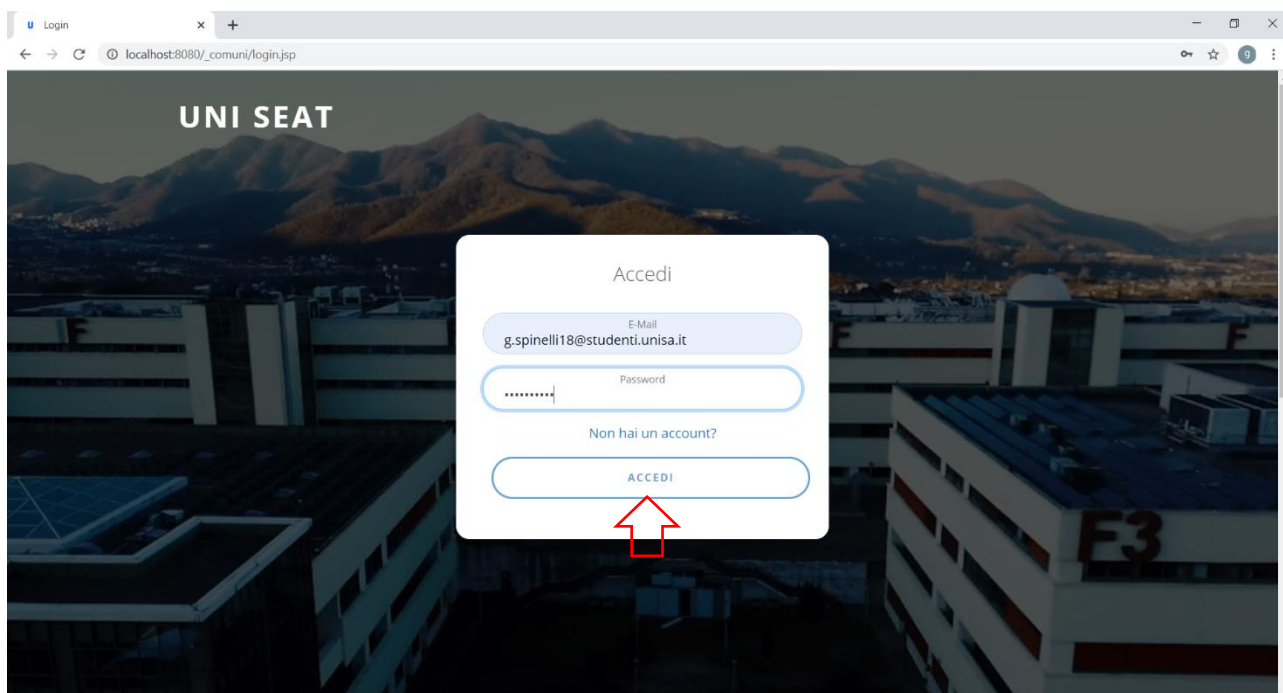 U Login
localhost:8080/_comuni/login.jsp
g
UNI SEAT
Accedi
E-Mail
g.spinelli18@studenti.unisa.it
Password
••••••••••
Non hai un account?
ACCEDI
F
F
F3